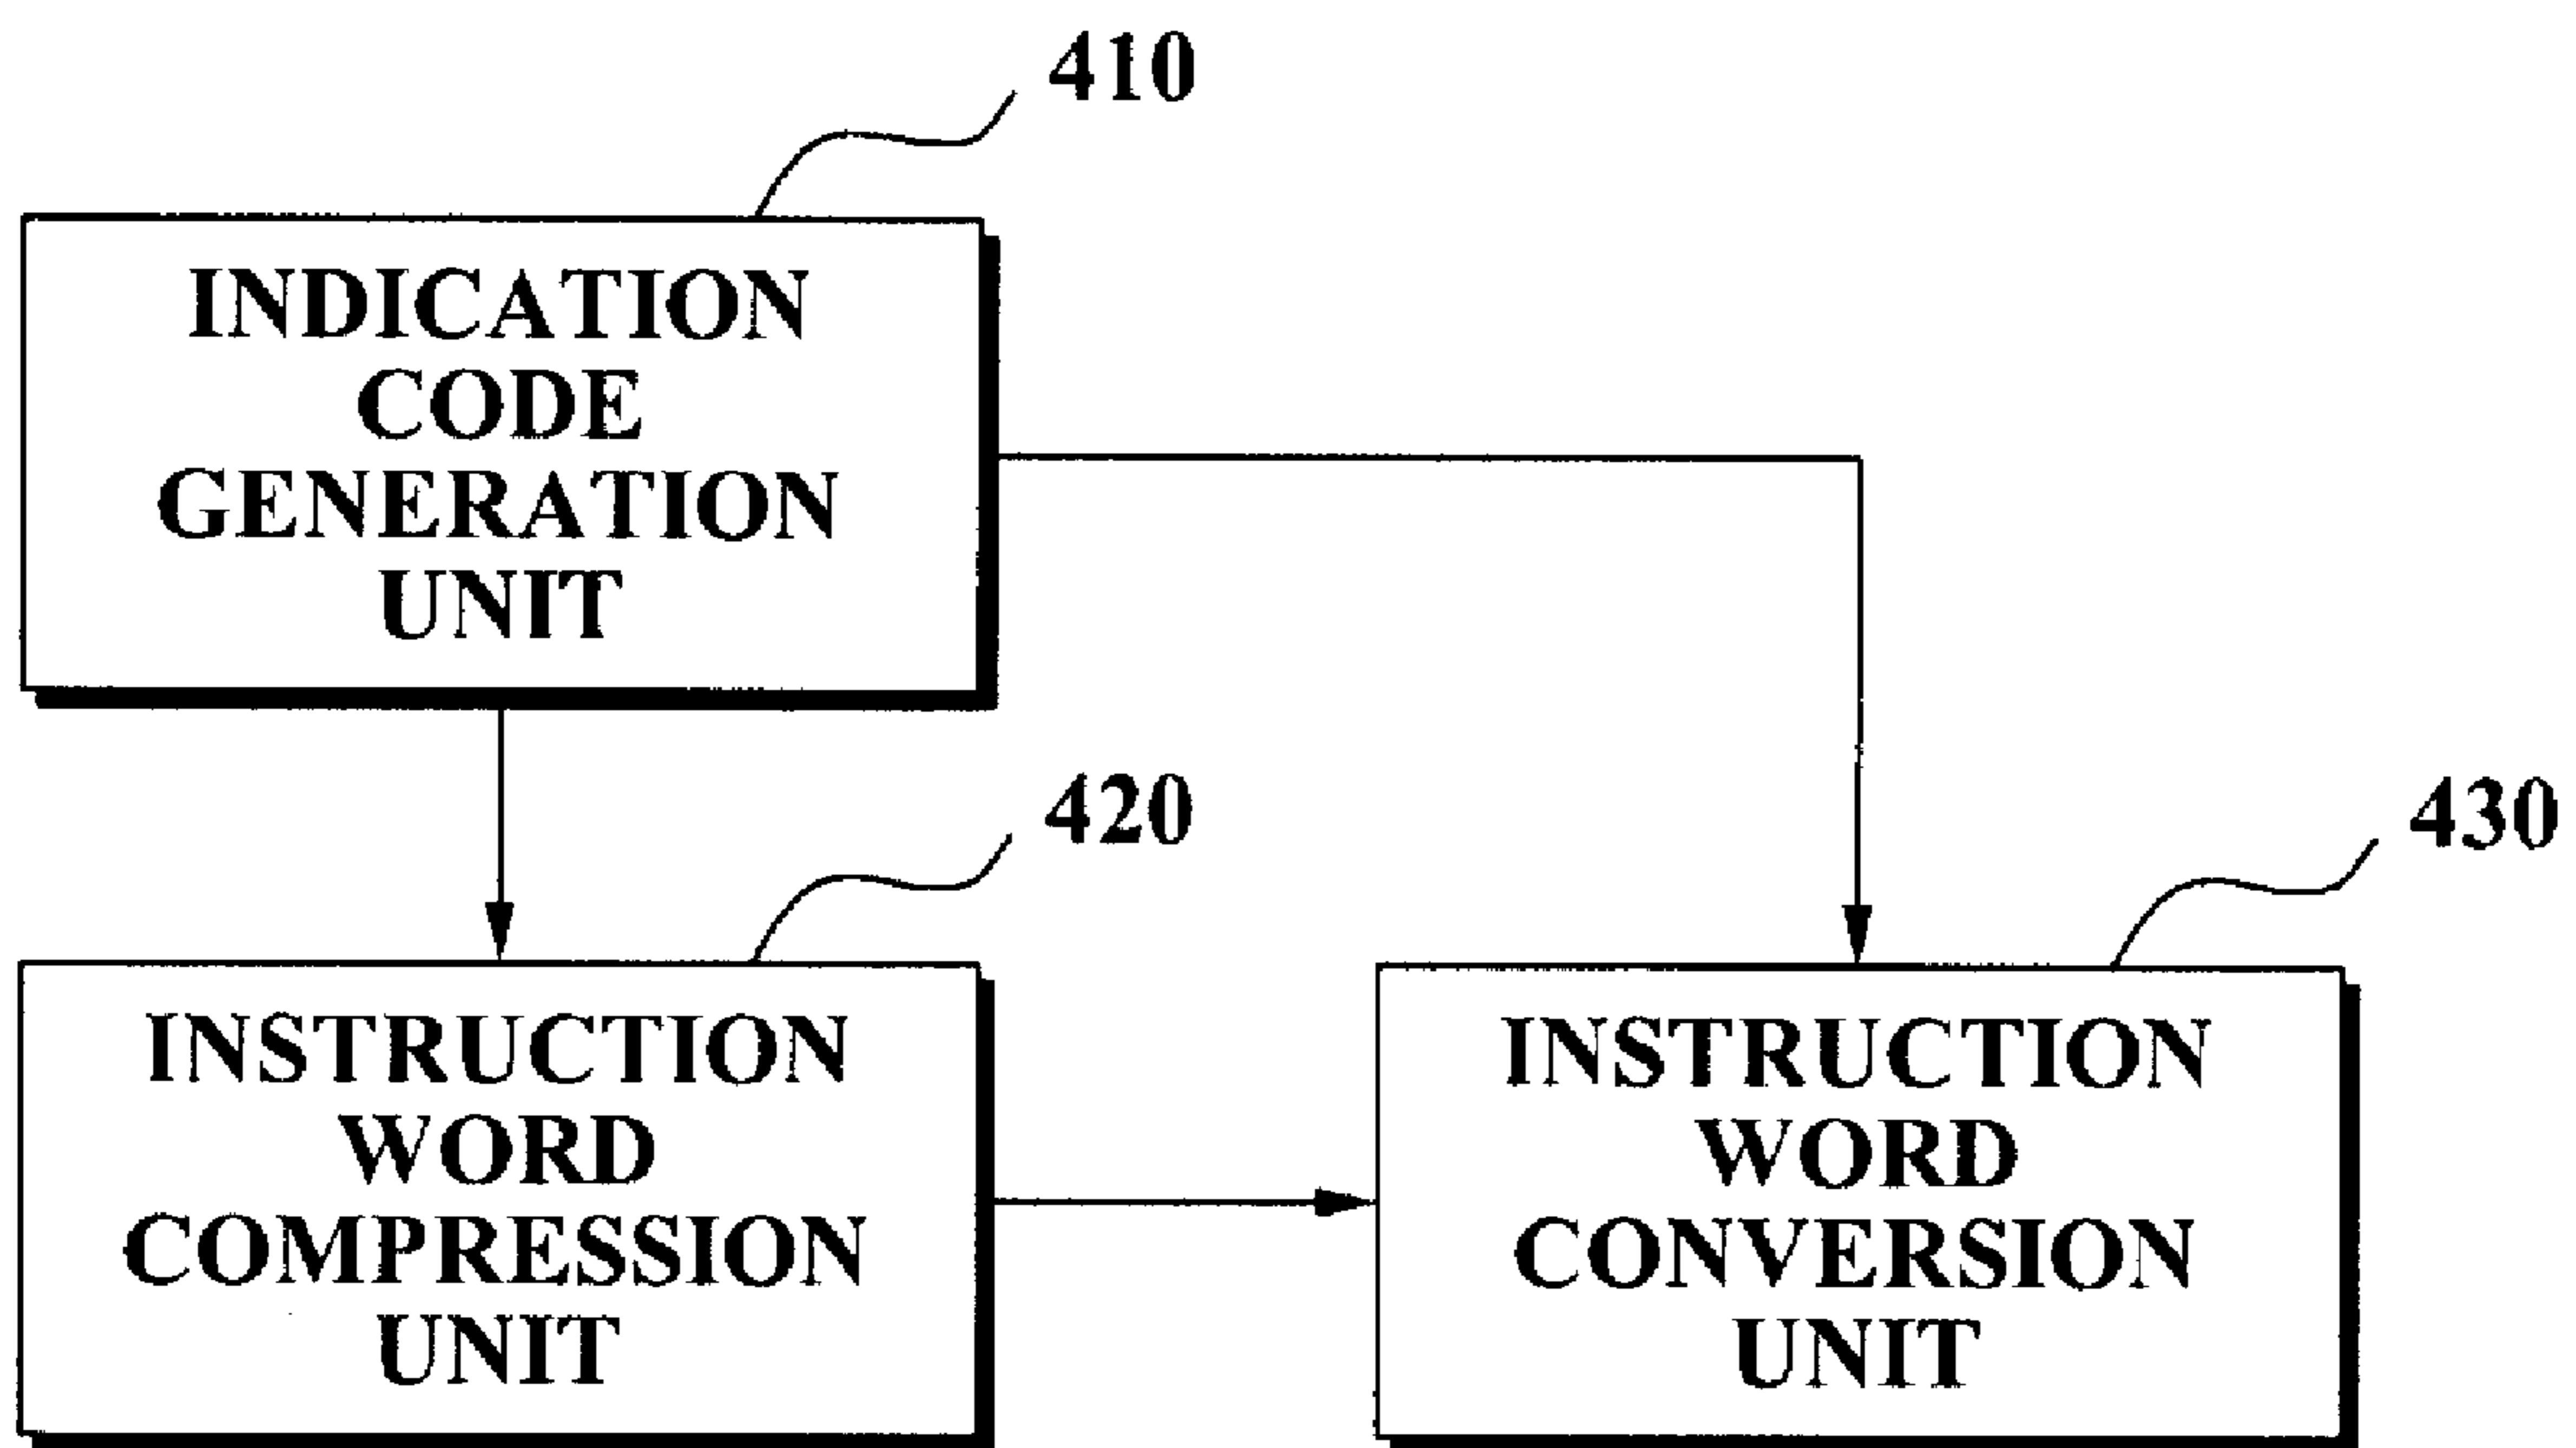 410
INDICATION
CODE
GENERATION
UNIT
420
INSTRUCTION
WORD
COMPRESSION
UNIT
430
INSTRUCTION
WORD
CONVERSION
UNIT